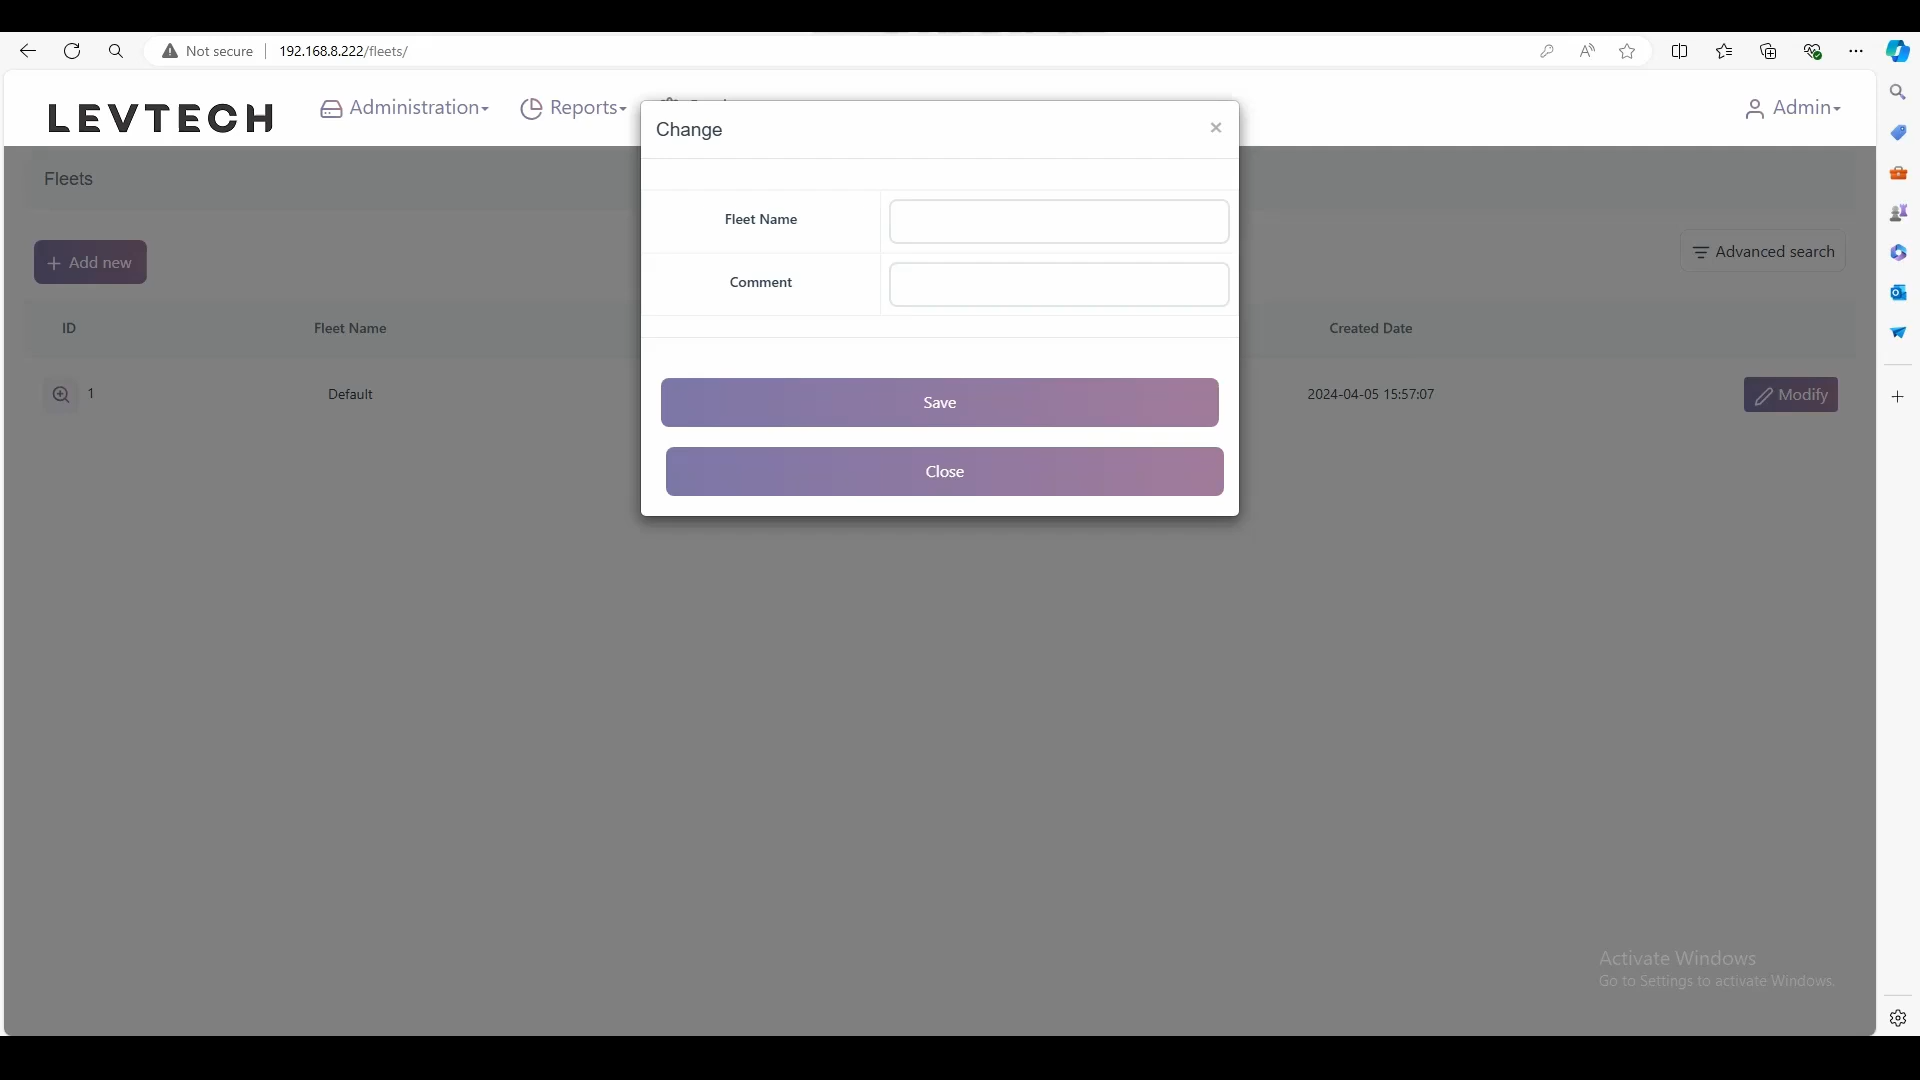 Not secure
192.168.8.222/fleets/
LEVTECH
Administration
Reports
Admin
Change
Fleets
Fleet Name
Comment
Add new
Advanced search
ID
Fleet Name
Created Date
1
Default
2024-04-05 15:57:07
Modify
Save
Close
Activate Windows
Go to Settings to activate Windows.